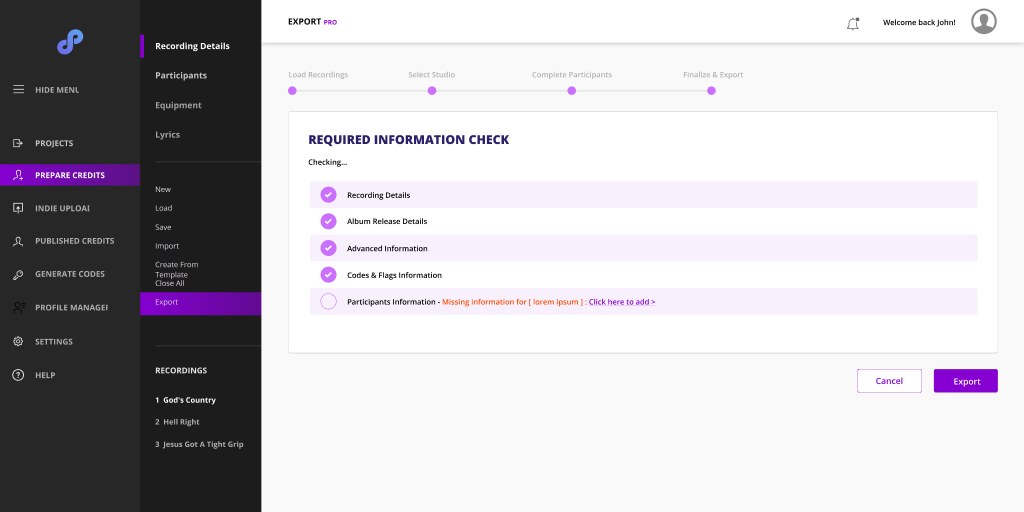 HIDE MENU
PROJECTS
PREPARE CREDITS
INDIE UPLOAI
PUBLISHED CREDITS
GENERATE CODES
PROFILE MANAGEI
SETTINGS
HELP
Recording Details
Participants
Equipment
Lyrics
New
Load
Save
Import
Create From
Template
Close All
Export
RECORDINGS
1 God's Country
2 Hell Right
3 Jesus Got A Tight Grip
EXPORT PRO
Welcome back John!
Load Recordings
Select Studio
Complete Participants
Finalize & Export
REQUIRED INFORMATION CHECK
Checking...
Recording Details
Album Release Details
Advanced Information
Codes & Flags Information
Participants Information - Missing information for [ lorem ipsum ] : Click here to add >
Cancel
Export